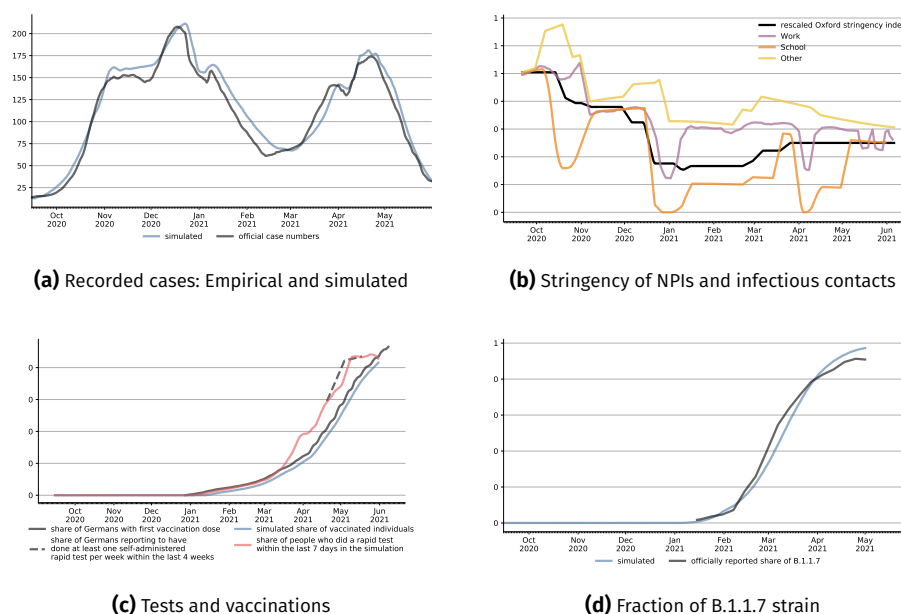 200
175
150
125
100
75
50
25
Oct
2020
Nov
2020
Dec
2020
Jan
2021
Feb
2021
Mar
2021
Apr
2021
May
2021
simulated
official case numbers
(a) Recorded cases: Empirical and simulated
1
1
1
0
0
0
0
0
rescaled Oxford stringency inde
Work
School
Other
Oct
2020
Nov
2020
Dec
2020
Jan
2021
Feb
2021
Mar
2021
Apr
2021
May
2021
Jun
2021
(b) Stringency of NPIs and infectious contacts
0
0
0
0
0
Oct
2020
Nov
2020
Dec
2020
Jan
2021
Feb
2021
Mar
2021
Apr
2021
May
2021
Jun
2021
share of Germans with first vaccination dose
share of Germans reporting to have
done at least one self-administered
rapid test per week within the last 4 weeks
simulated share of vaccinated individuals
share of people who did a rapid test
within the last 7 days in the simulation
(c) Tests and vaccinations
1
0
0
0
0
0
Oct
2020
Nov
2020
Dec
2020
Jan
2021
Feb
2021
Mar
2021
Apr
2021
May
2021
simulated
officially reported share of B.1.1.7
(d) Fraction of B.1.1.7 strain